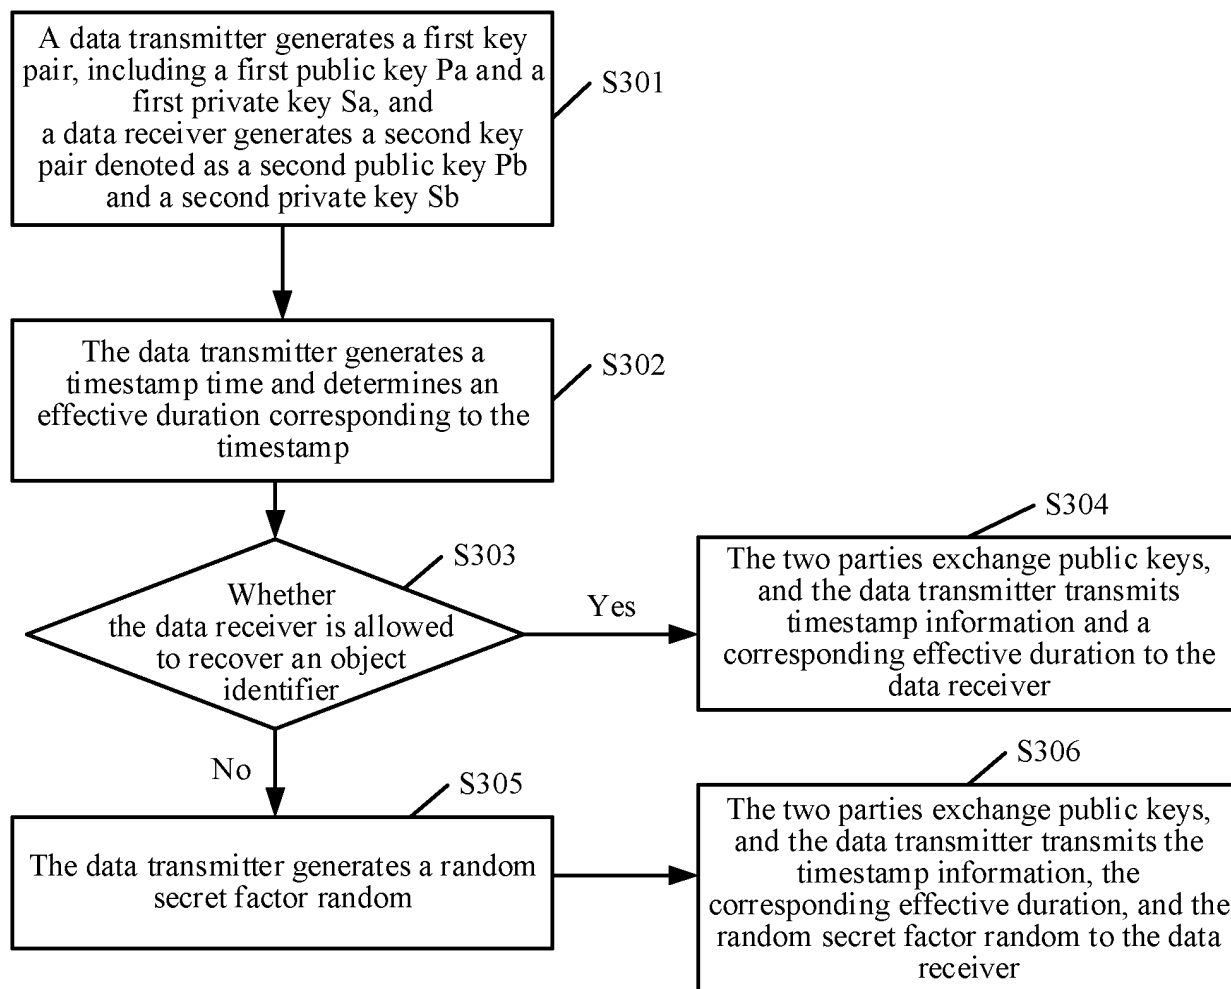 A data transmitter generates a first key
pair, including a first public key Pa and a
first private key Sa, and
a data receiver generates a second key
pair denoted as a second public key Pb
and a second private key Sb
S301
The data transmitter generates a
timestamp time and determines an
effective duration corresponding to the
timestamp
S302
S303
Whether
the data receiver is allowed
to recover an object
identifier
Yes
S304
The two parties exchange public keys,
and the data transmitter transmits
timestamp information and a
corresponding effective duration to the
data receiver
No
S305
The data transmitter generates a random
secret factor random
S306
The two parties exchange public keys,
and the data transmitter transmits the
timestamp information, the
corresponding effective duration, and the
random secret factor random to the data
receiver